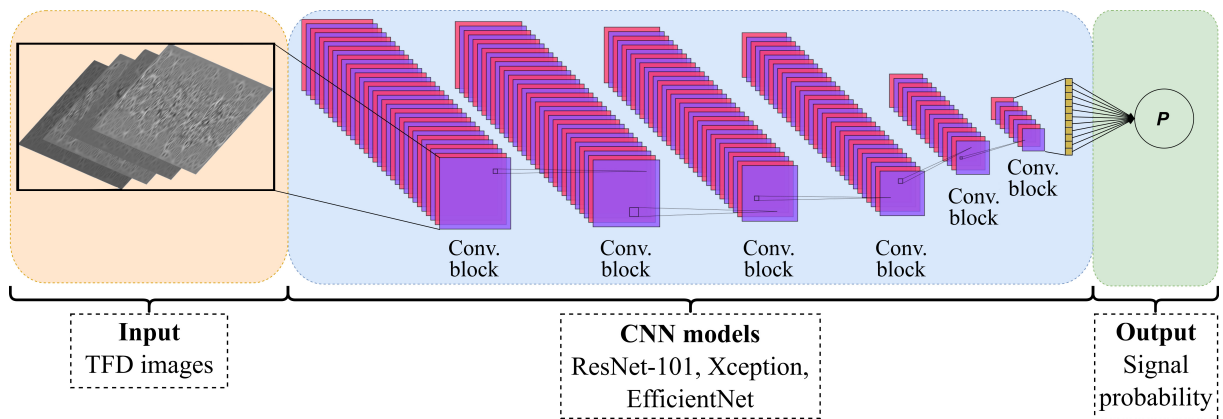 P
Conv.
block
Conv.
block
Conv.
block
Conv.
block
Conv.
block
Conv.
block
Input
TFD images
CNN models
ResNet-101, Xception,
EfficientNet
Output
Signal
probability